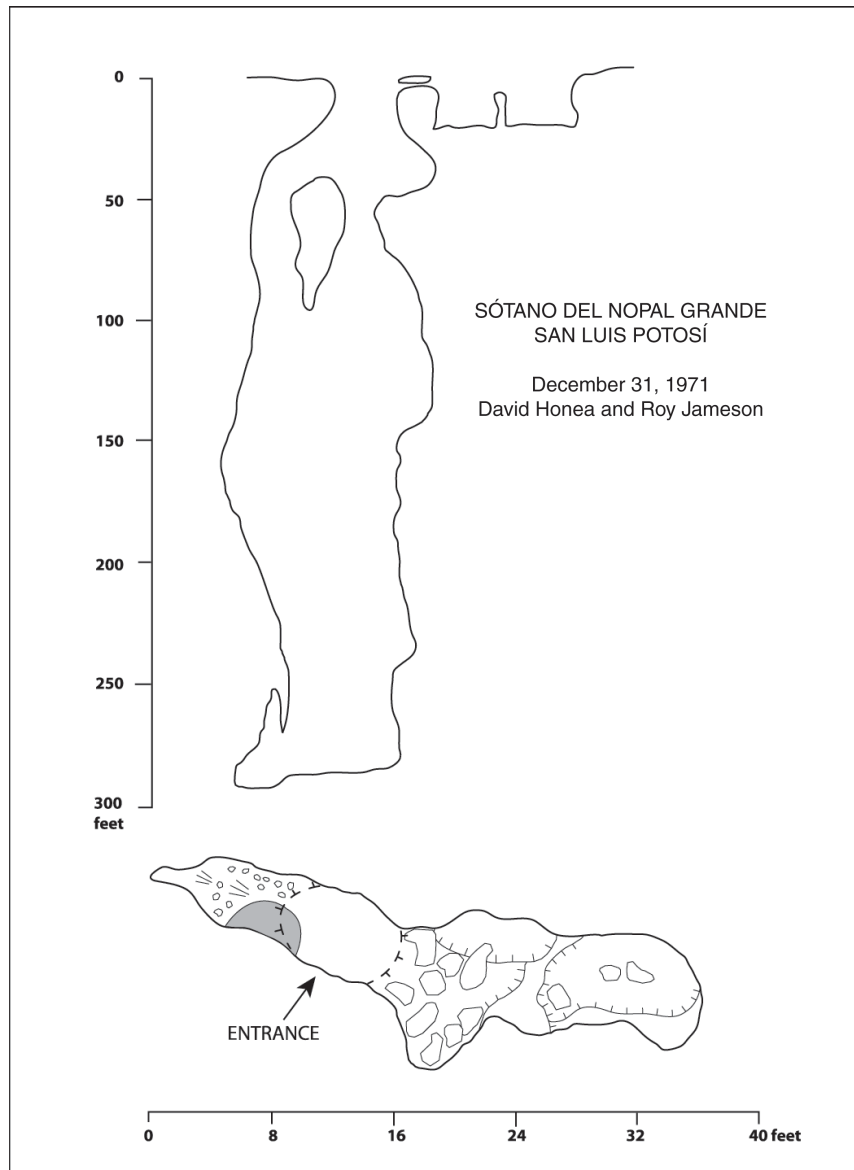 0
50
100
150
200
250
300
feet
SÓTANO DEL NOPAL GRANDE
SAN LUIS POTOSÍ
December 31, 1971
David Honea and Roy Jameson
ENTRANCE
0 8 16 24 32 40 feet